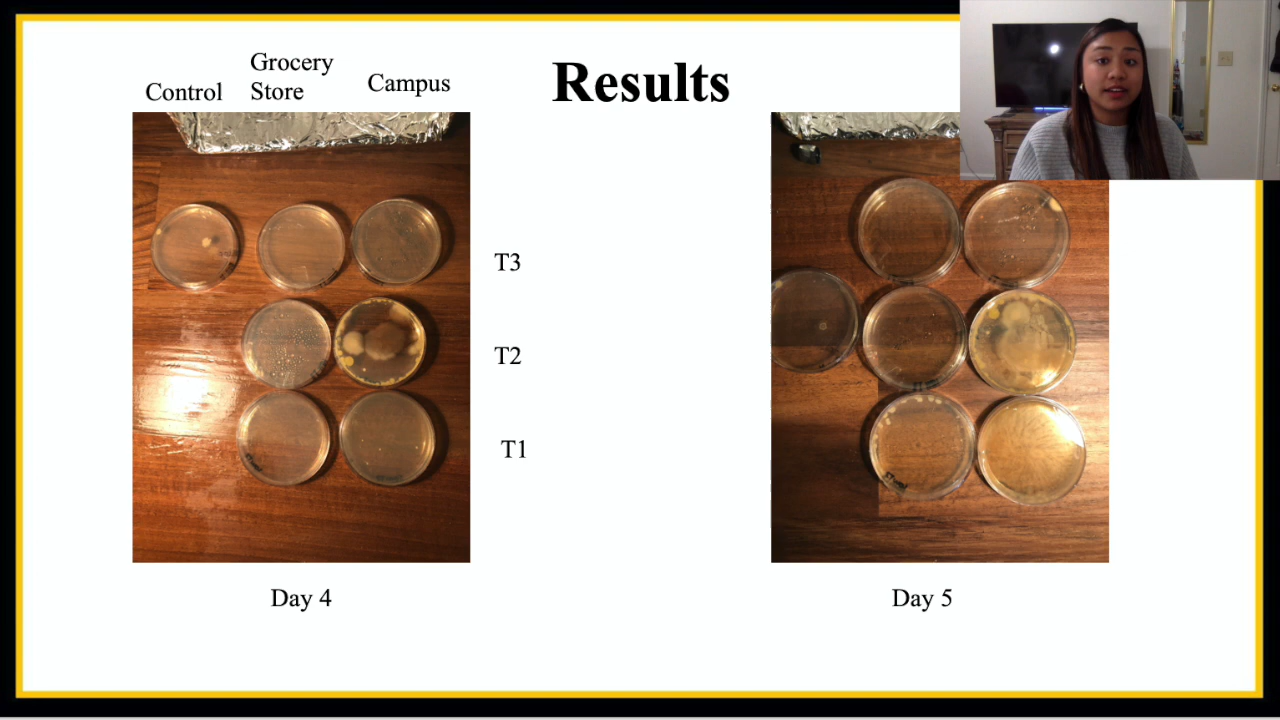 Results
Control
Grocery
Store
Campus
T3
T2
T1
Day 4
Day 5